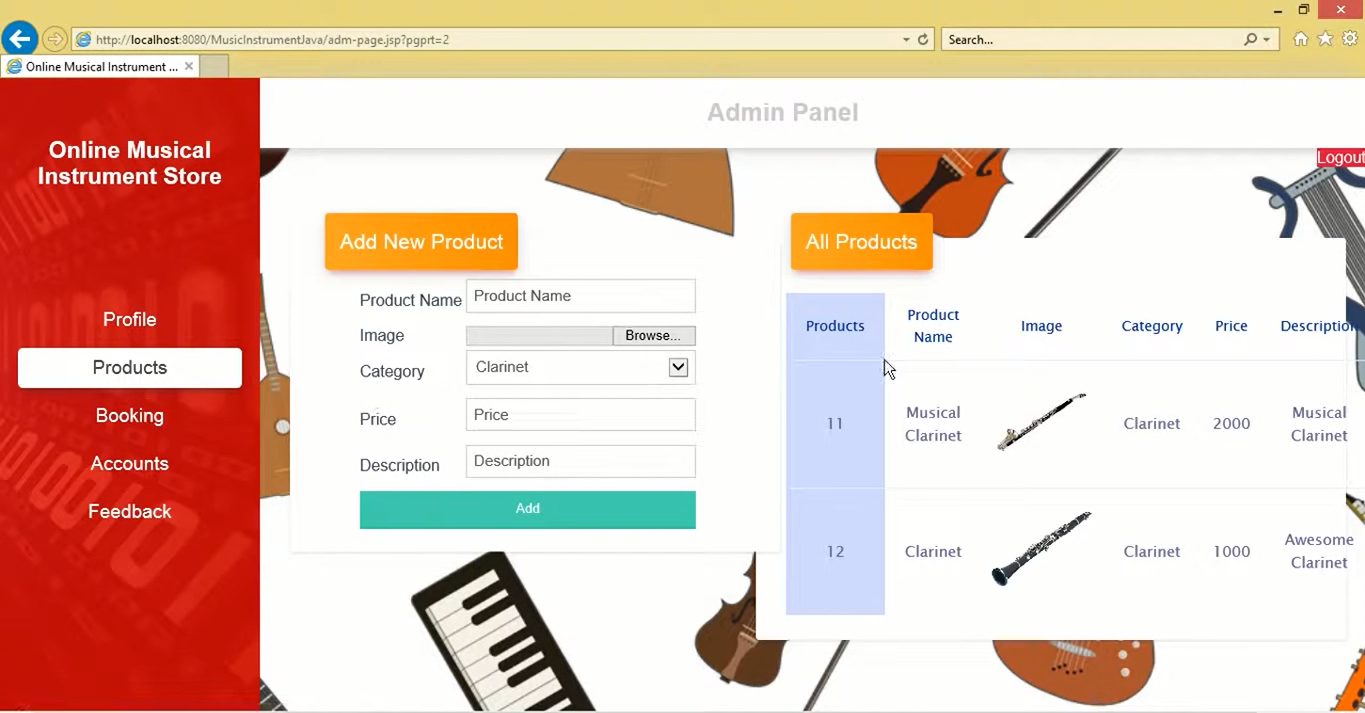 http://localhost:8080/MusicInstrumentJava/adm-page.jsp?pgprt=2
Search...
Online Musical Instrument ...
Online Musical
Instrument Store
Profile
Products
Booking
Accounts
Feedback
Admin Panel
Logout
Add New Product
Product Name
Product Name
Image
Browse...
Category
Clarinet
Price
Price
Description
Description
Add
All Products
Products
Product
Name
Image
Category
Price
Description
11
Musical
Clarinet
Clarinet
2000
Musical
Clarinet
12
Clarinet
Clarinet
1000
Awesome
Clarinet